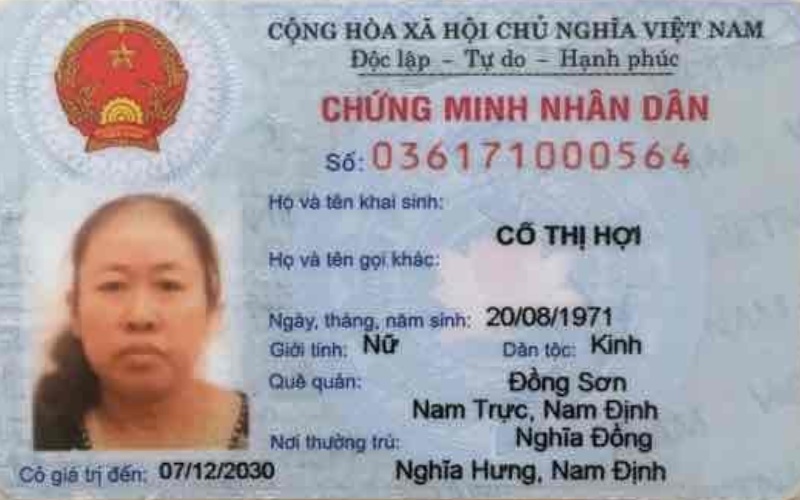 CỘNG HÒA XÃ HỘI CHỦ NGHĨA VIỆT NAM
Độc lập - Tự do - Hạnh phúc
CHỨNG MINH NHÂN DÂN
Số: 036171000564
Họ và tên khai sinh:
CỒ THỊ HỢI
Họ và tên gọi khác:
Ngày, tháng, năm sinh: 20/08/1971
Giới tính: Nữ Dân tộc: Kinh
Quê quán: Đồng Sơn
Nam Trực, Nam Định
Nơi thường trú: Nghĩa Đồng
Có giá trị đến: 07/12/2030 Nghĩa Hưng, Nam Định